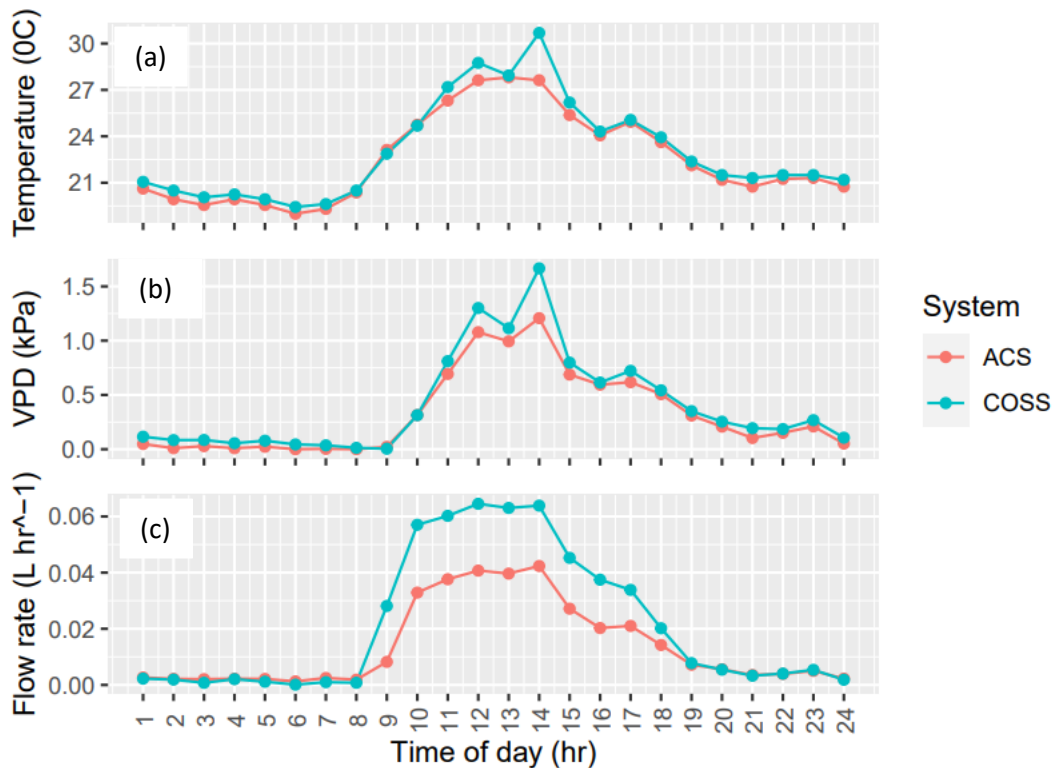 Temperature (0C)
(a)
30
27
24
21
VPD (kPa)
(b)
1.5
1.0
0.5
0.0
System
ACS
COSS
Flow rate (L hr^−1)
(c)
0.06
0.04
0.02
0.00
1 2 3 4 5 6 7 8 9 10 11 12 13 14 15 16 17 18 19 20 21 22 23 24
Time of day (hr)